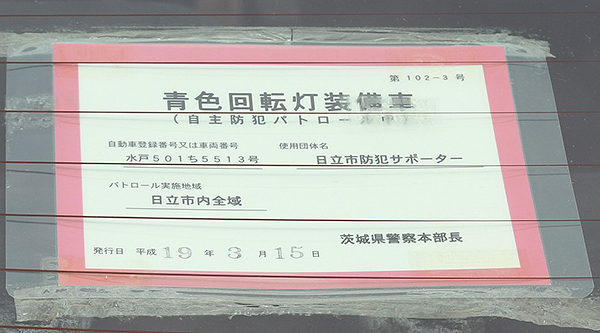 第 102-3 号
青色回転灯装備車
（自主防犯パトロール中）
自動車登録番号又は車両番号 使用団体名
水戸501ち5513号 日立市防犯サポーター
パトロール実施地域
日立市内全域
茨城県警察本部長
発行日 平成 19 年 3 月 15 日